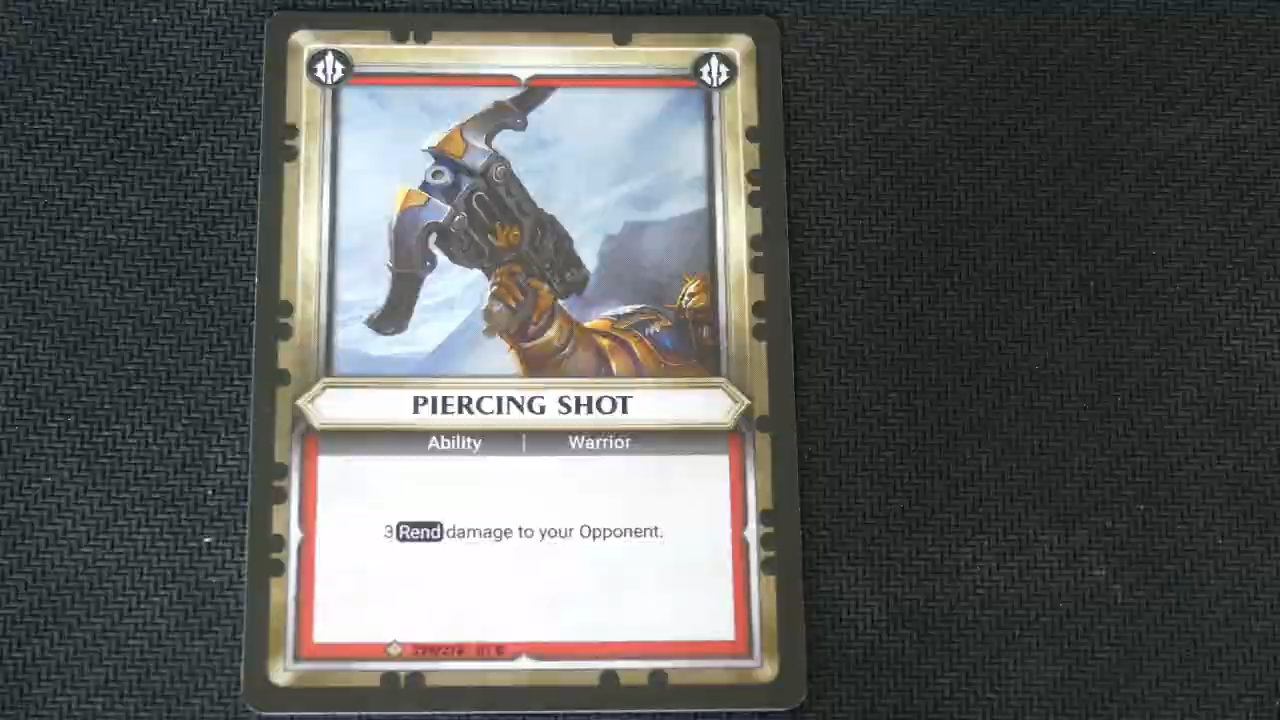 PIERCING SHOT
Ability | Warrior
3 Rend damage to your Opponent.